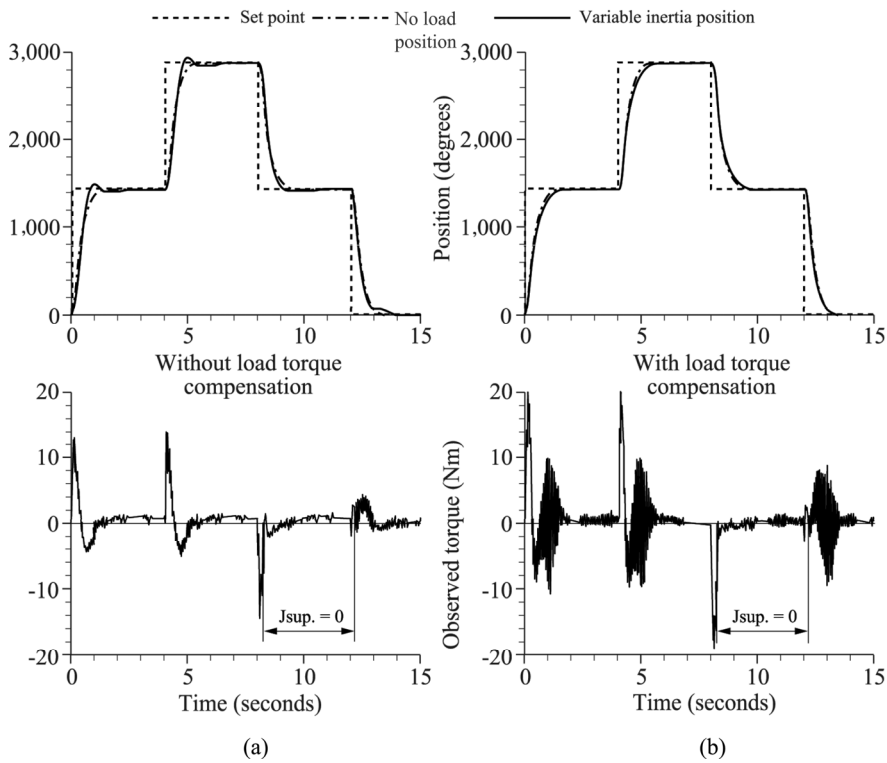 Set point No load position Variable inertia position
3,000 3,000
2,000 2,000
1,000 1,000
0 0
Position (degrees)
0 5 10 15 0 5 10 15
Without load torque compensation
With load torque compensation
20 20
10 10
0 0
-10 -10
-20 -20
Observed torque (Nm)
Jsup. = 0 Jsup. = 0
0 5 10 15 0 5 10 15
Time (seconds) Time (seconds)
(a) (b)